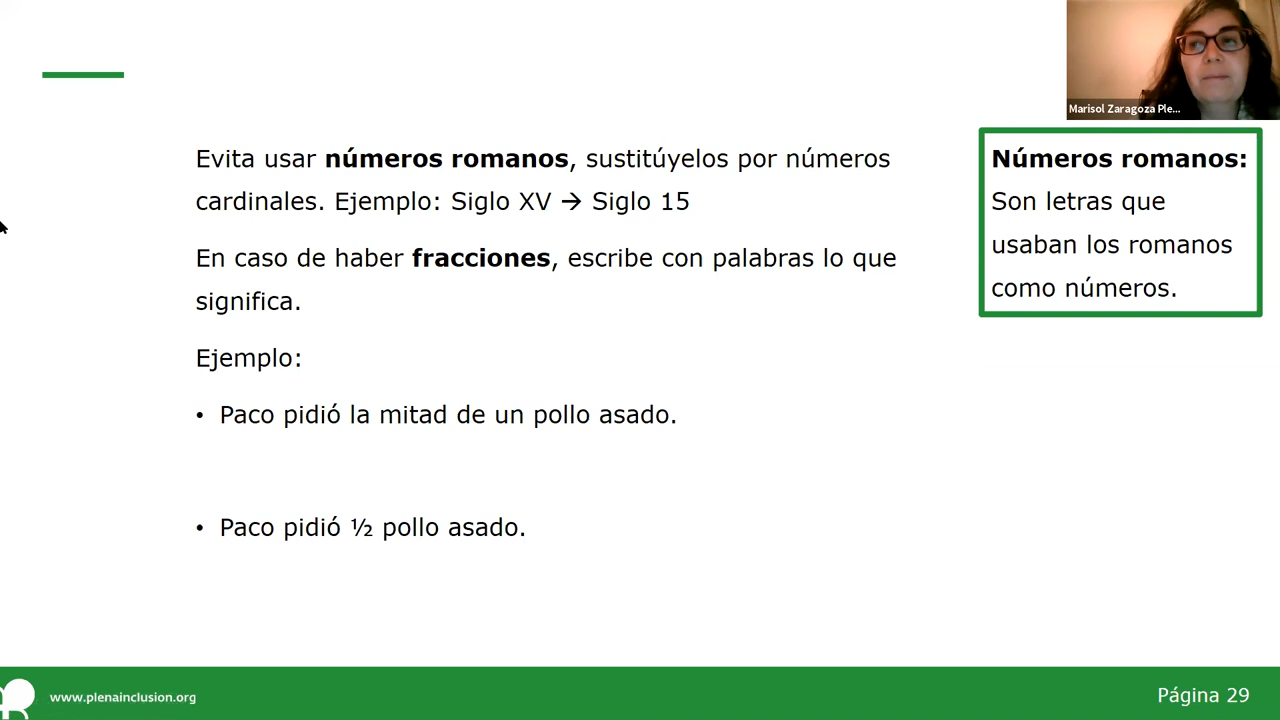 Marisol Zaragoza Ple...
Evita usar números romanos, sustitúyelos por números
cardinales. Ejemplo: Siglo XV → Siglo 15
En caso de haber fracciones, escribe con palabras lo que
significa.
Ejemplo:
• Paco pidió la mitad de un pollo asado.
• Paco pidió ½ pollo asado.
Números romanos:
Son letras que
usaban los romanos
como números.
www.plenainclusion.org
Página 29